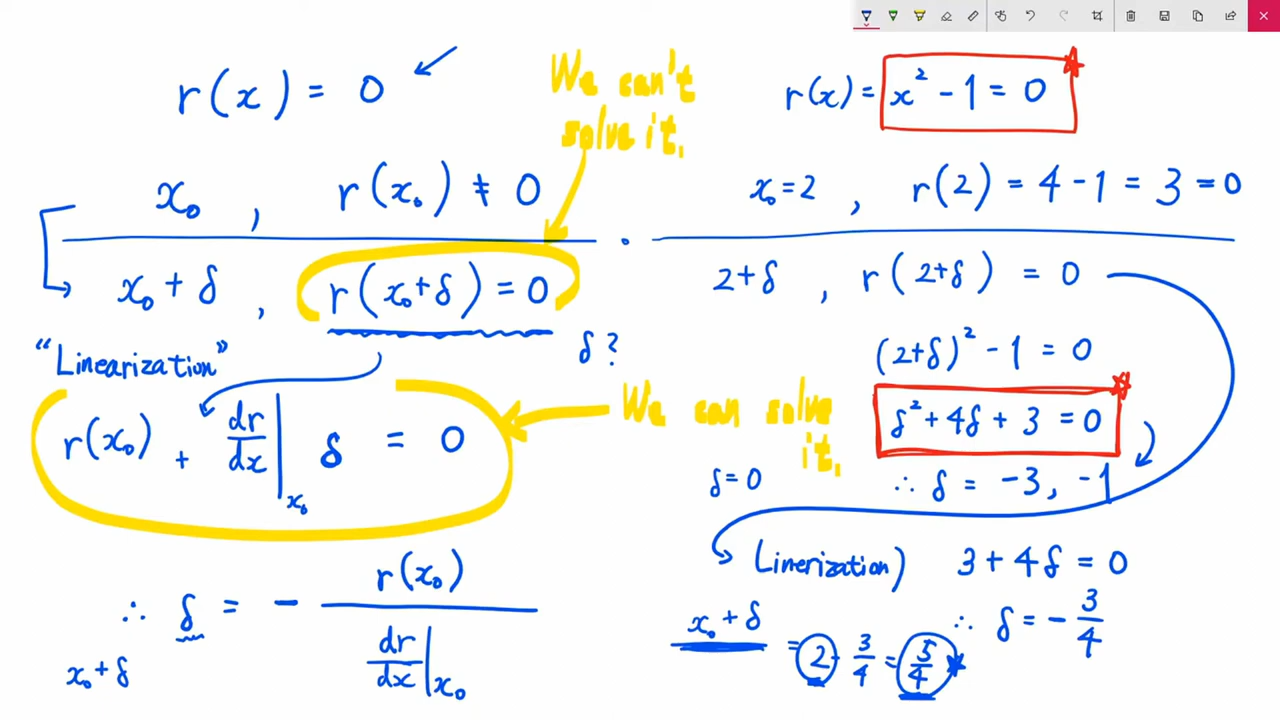 r(x) = 0
We can't
solve it.
x₀ , r(x₀) ≠ 0
x₀ + δ , r(x₀+δ) = 0
δ ?
"Linearization"
r(x₀) + dr/dx |x₀ δ = 0
We can solve
it.
∴ δ = - r(x₀) / dr/dx |x₀
x₀ + δ
r(x) = x² - 1 = 0
x₀ = 2 , r(2) = 4 - 1 = 3 = 0
2+δ , r(2+δ) = 0
(2+δ)² - 1 = 0
δ² + 4δ + 3 = 0
δ = 0
∴ δ = -3, -1
Linerization) 3 + 4δ = 0
∴ δ = - 3/4
x₀ + δ = 2 - 3/4 = 5/4